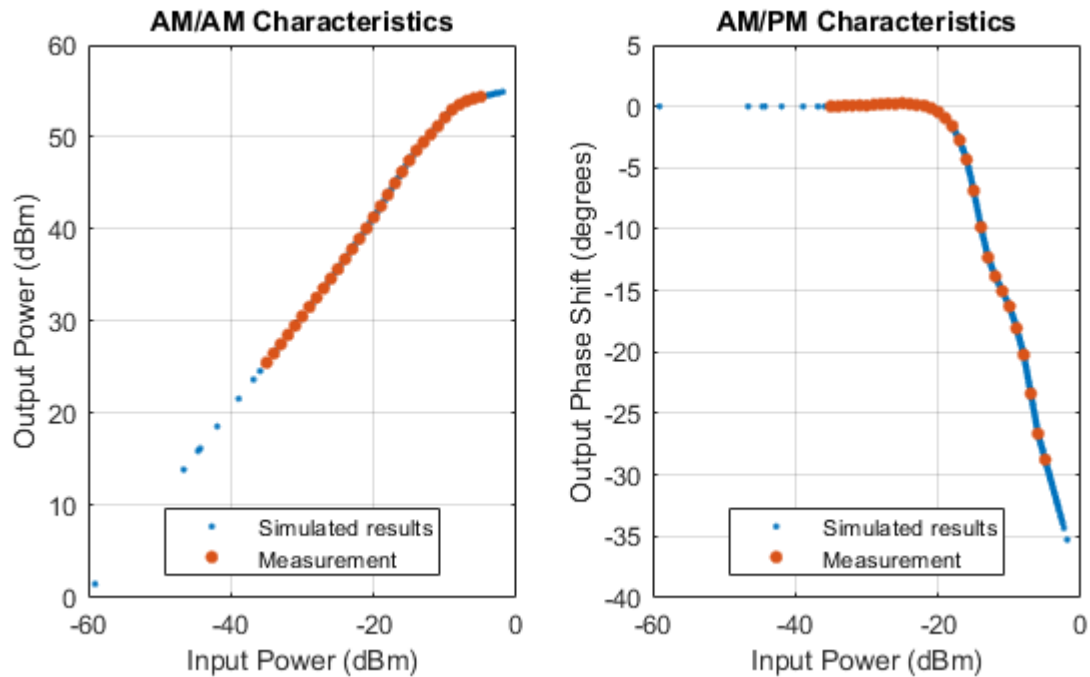 AM/AM Characteristics
60
50
40
30
20
10
0
-60
-40
-20
0
Output Power (dBm)
Input Power (dBm)
Simulated results
Measurement
AM/PM Characteristics
5
0
-5
-10
-15
-20
-25
-30
-35
-40
-60
-40
-20
0
Output Phase Shift (degrees)
Input Power (dBm)
Simulated results
Measurement